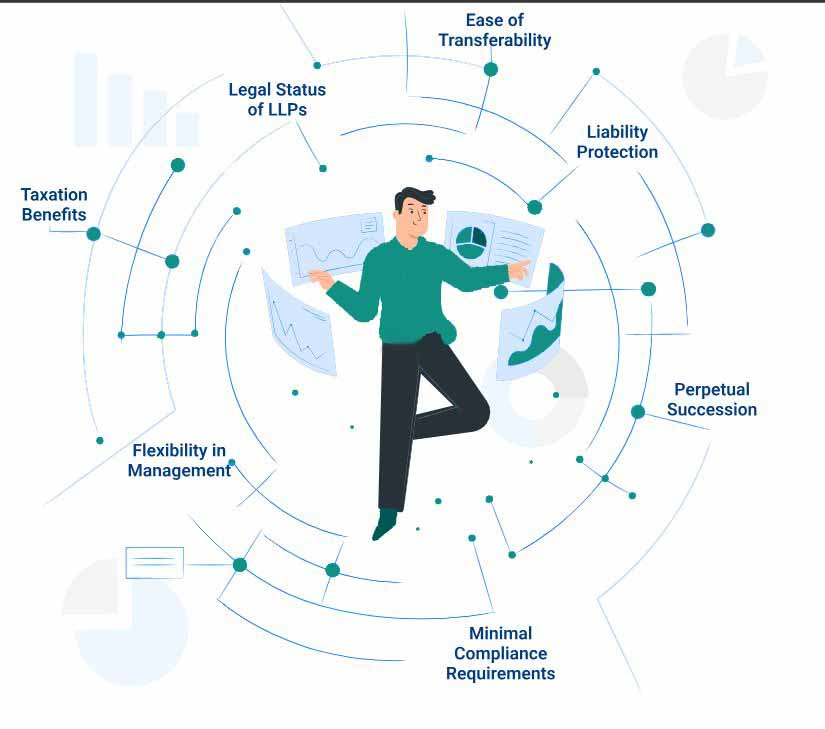 Ease of
Transferability
Legal Status
of LLPs
Liability
Protection
Taxation
Benefits
Perpetual
Succession
Flexibility in
Management
Minimal
Compliance
Requirements